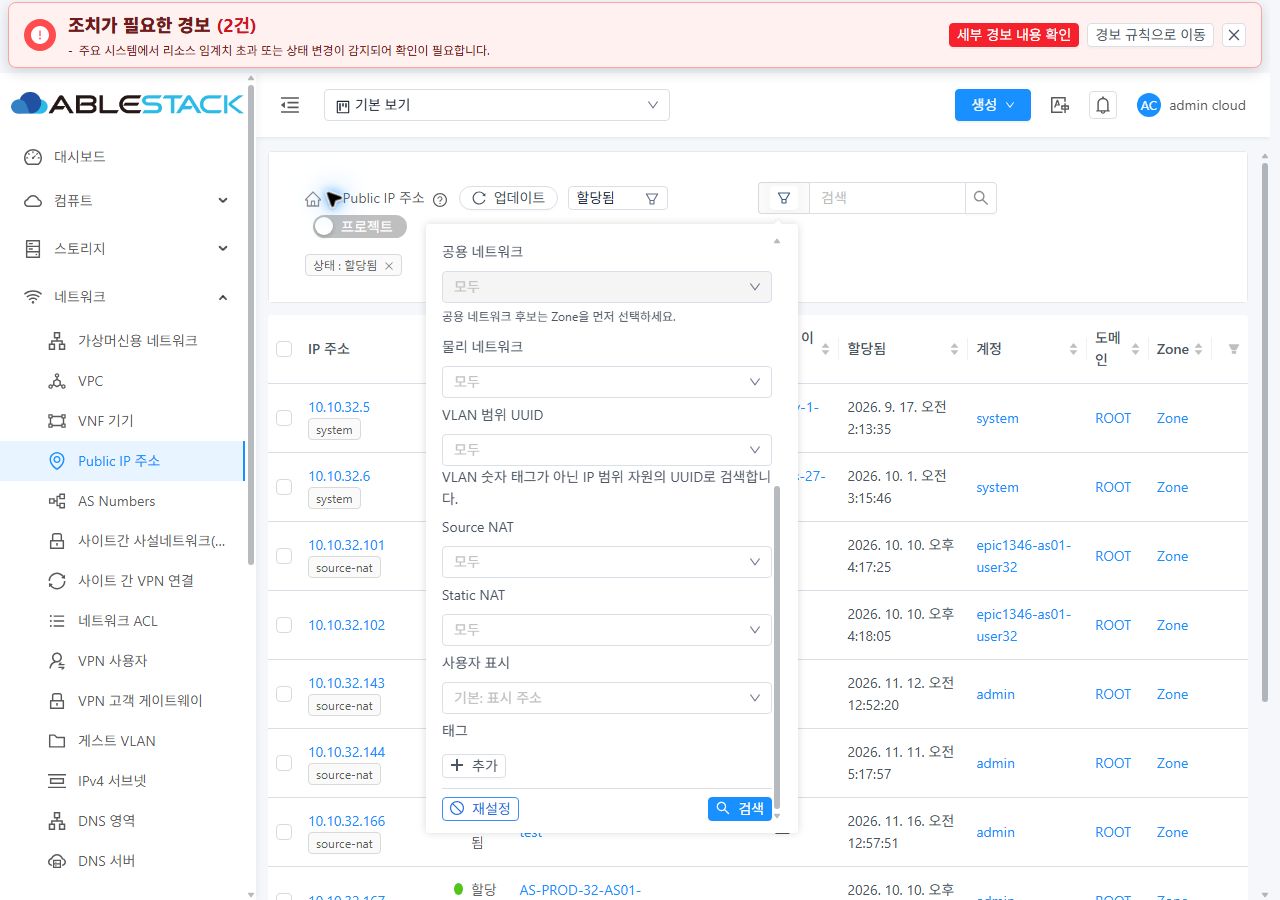 조치가 필요한 경보 (2건)
- 주요 시스템에서 리소스 임계치 초과 또는 상태 변경이 감지되어 확인이 필요합니다.
세부 경보 내용 확인
경보 규칙으로 이동
ABLESTACK
기본 보기
생성
AC
admin cloud
대시보드
컴퓨트
스토리지
네트워크
가상머신용 네트워크
VPC
VNF 기기
Public IP 주소
AS Numbers
사이트간 사설네트워크(...
사이트 간 VPN 연결
네트워크 ACL
VPN 사용자
VPN 고객 게이트웨이
게스트 VLAN
IPv4 서브넷
DNS 영역
DNS 서버
Public IP 주소
업데이트
할당됨
검색
프로젝트
상태 : 할당됨
공용 네트워크
모두
공용 네트워크 후보는 Zone을 먼저 선택하세요.
물리 네트워크
모두
VLAN 범위 UUID
모두
VLAN 숫자 태그가 아닌 IP 범위 자원의 UUID로 검색합니
다.
Source NAT
모두
Static NAT
모두
사용자 표시
기본: 표시 주소
태그
추가
재설정
검색
IP 주소
이
할당됨
계정
도메
인
Zone
10.10.32.5
system
y-1-
2026. 9. 17. 오전
2:13:35
system
ROOT
Zone
10.10.32.6
system
-27-
2026. 10. 1. 오전
3:15:46
system
ROOT
Zone
10.10.32.101
source-nat
2026. 10. 10. 오후
4:17:25
epic1346-as01-
user32
ROOT
Zone
10.10.32.102
2026. 10. 10. 오후
4:18:05
epic1346-as01-
user32
ROOT
Zone
10.10.32.143
source-nat
2026. 11. 12. 오전
12:52:20
admin
ROOT
Zone
10.10.32.144
source-nat
2026. 11. 11. 오전
5:17:57
admin
ROOT
Zone
10.10.32.166
source-nat
됨
test
2026. 11. 16. 오전
12:57:51
admin
ROOT
Zone
10.10.32.167
할당
AS-PROD-32-AS01-
2026. 10. 10. 오후
admin
ROOT
Zone